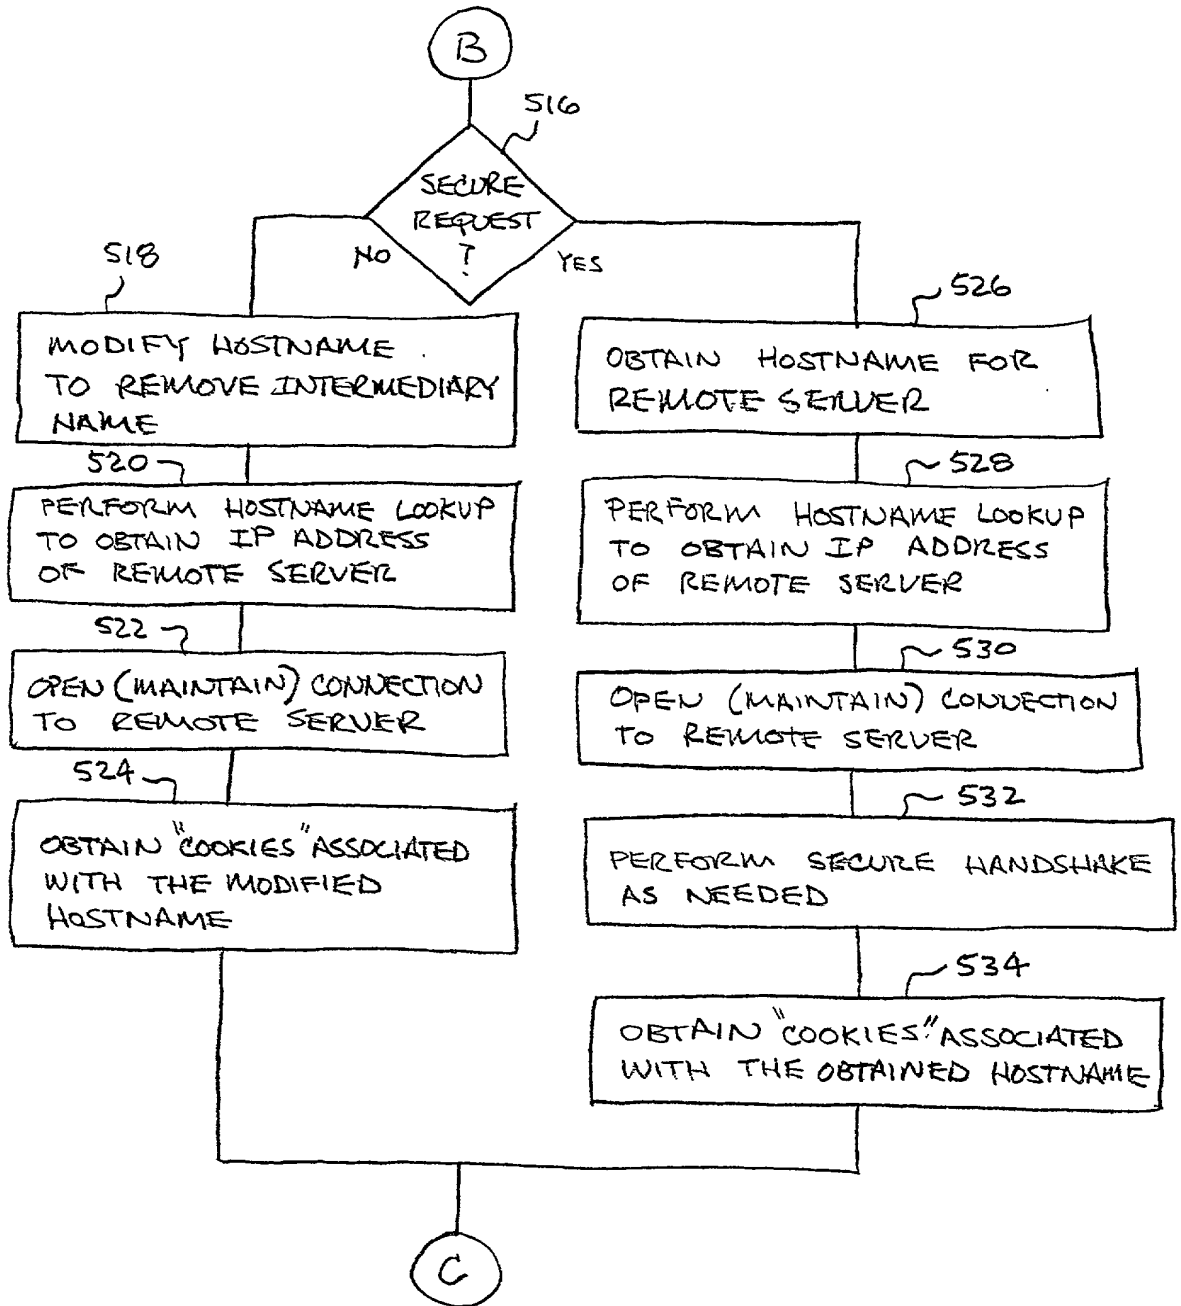 B
516
SECURE
REQUEST
?
NO
YES
518
MODIFY HOSTNAME
TO REMOVE INTERMEDIARY
NAME
520
PERFORM HOSTNAME LOOKUP
TO OBTAIN IP ADDRESS
OF REMOTE SERVER
522
OPEN (MAINTAIN) CONNECTION
TO REMOTE SERVER
524
OBTAIN "COOKIES" ASSOCIATED
WITH THE MODIFIED
HOSTNAME
526
OBTAIN HOSTNAME FOR
REMOTE SERVER
528
PERFORM HOSTNAME LOOKUP
TO OBTAIN IP ADDRESS
OF REMOTE SERVER
530
OPEN (MAINTAIN) CONNECTION
TO REMOTE SERVER
532
PERFORM SECURE HANDSHAKE
AS NEEDED
534
OBTAIN "COOKIES" ASSOCIATED
WITH THE OBTAINED HOSTNAME
C